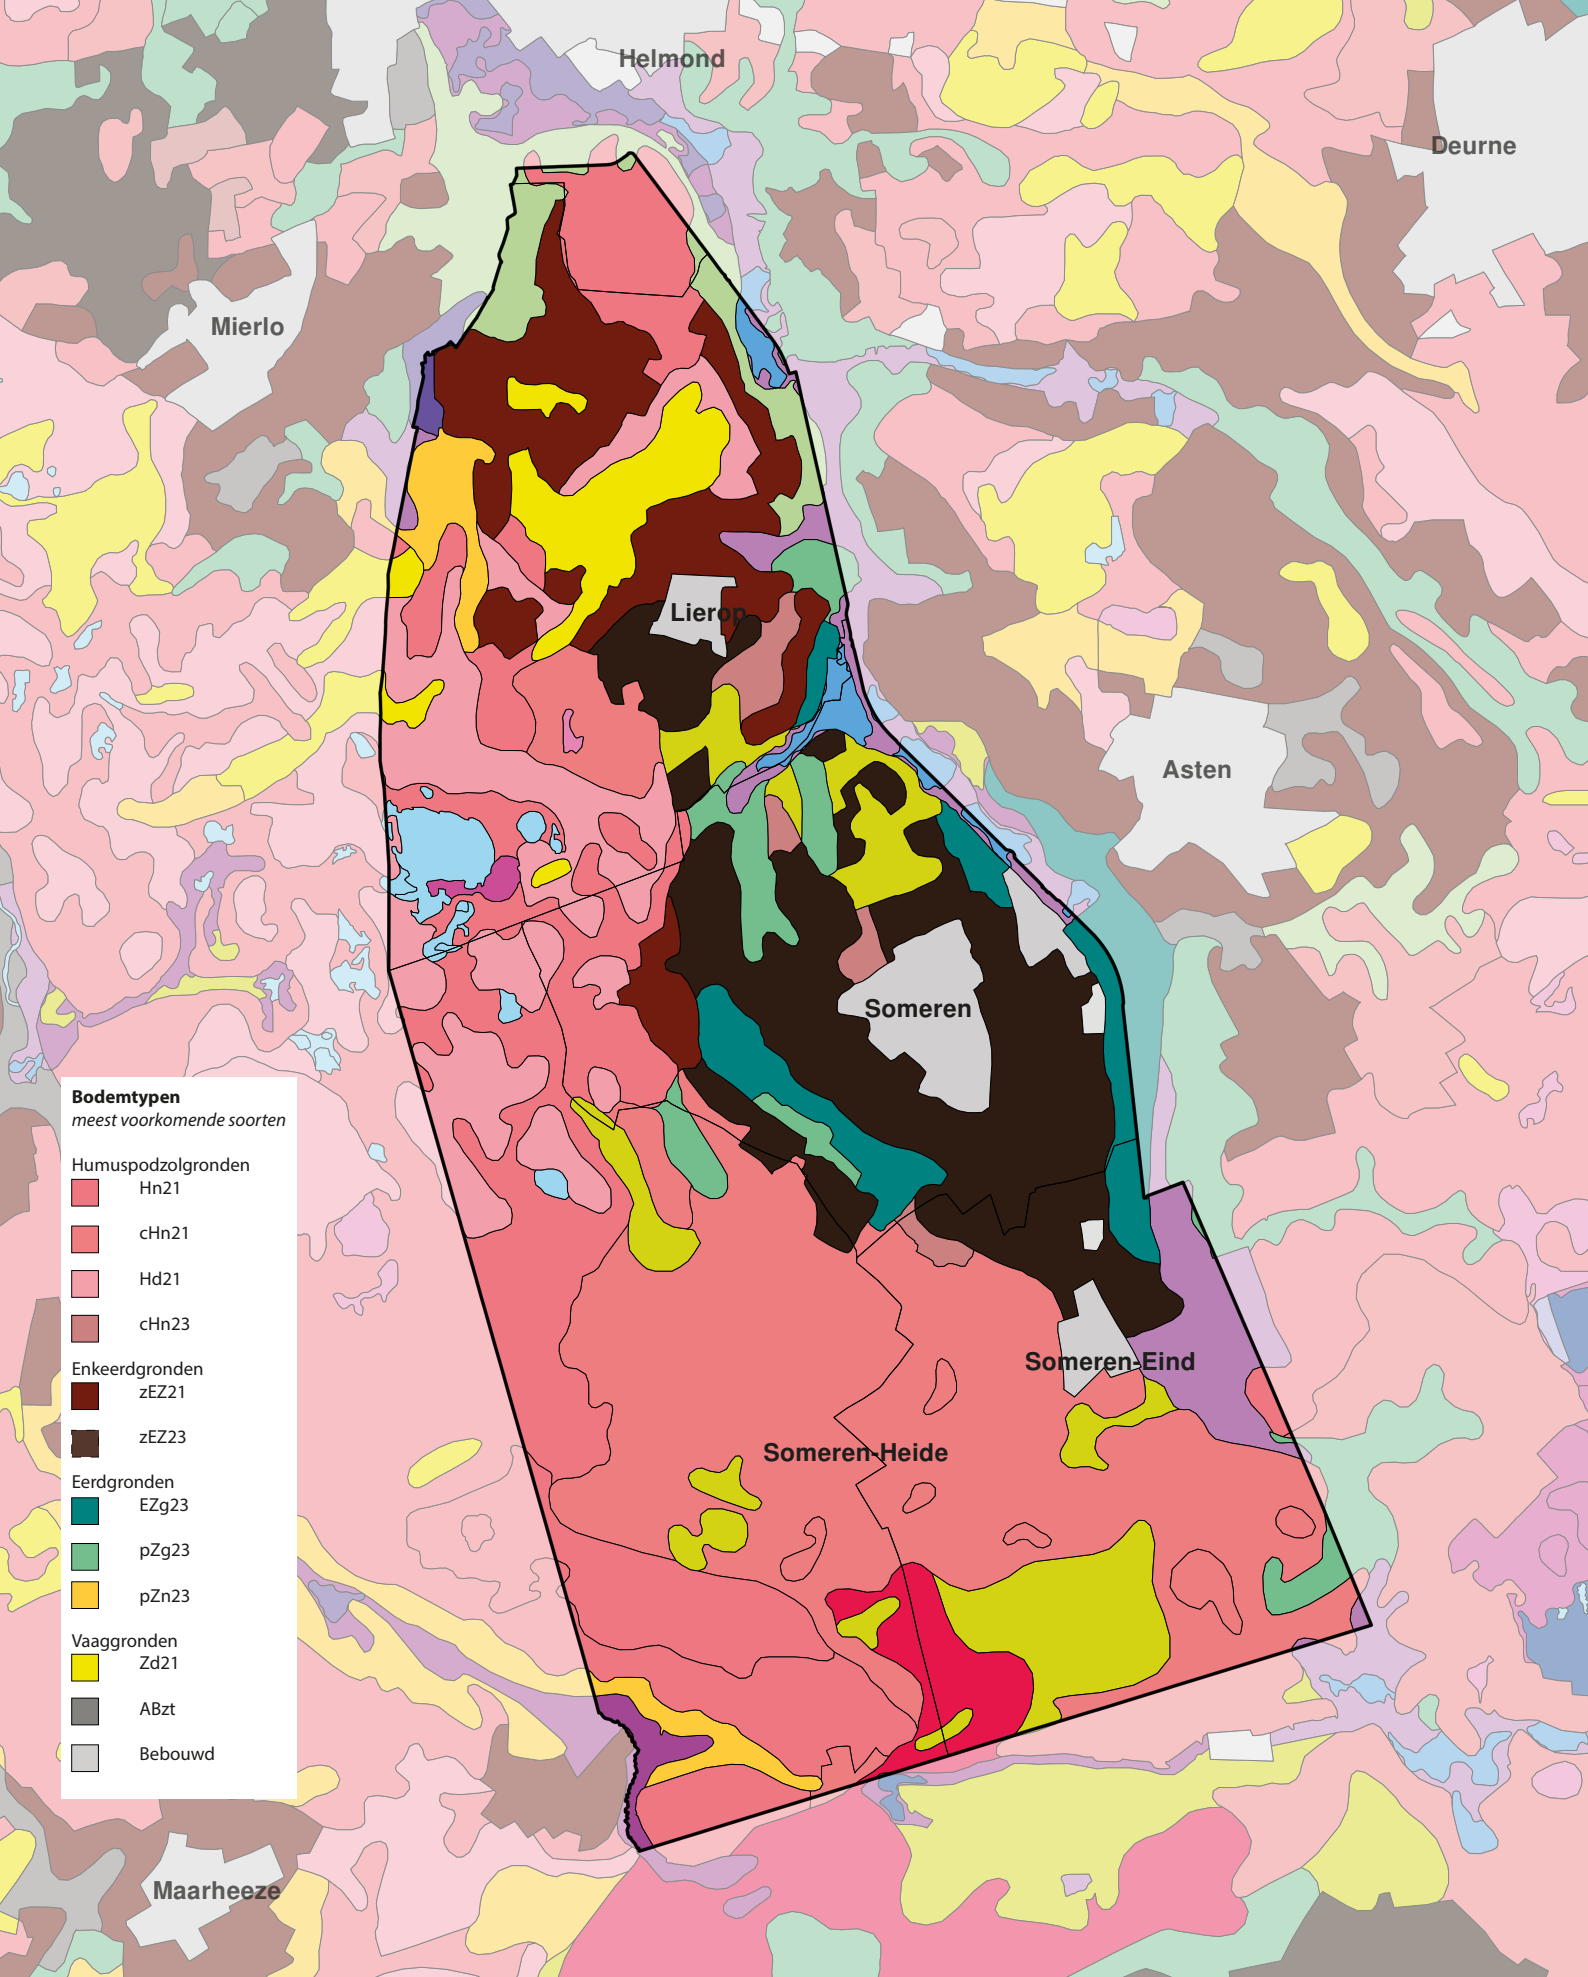 Helmond
Deurne
Mierlo
Lierop
Asten
Someren
Someren-Eind
Someren-Heide
Maarheeze
Bodemtypen
meest voorkomende soorten
Humuspodzolgronden
Hn21
cHn21
Hd21
cHn23
Enkeerdgronden
zEZ21
zEZ23
Eerdgronden
EZg23
pZg23
pZn23
Vaaggronden
Zd21
ABzt
Bebouwd